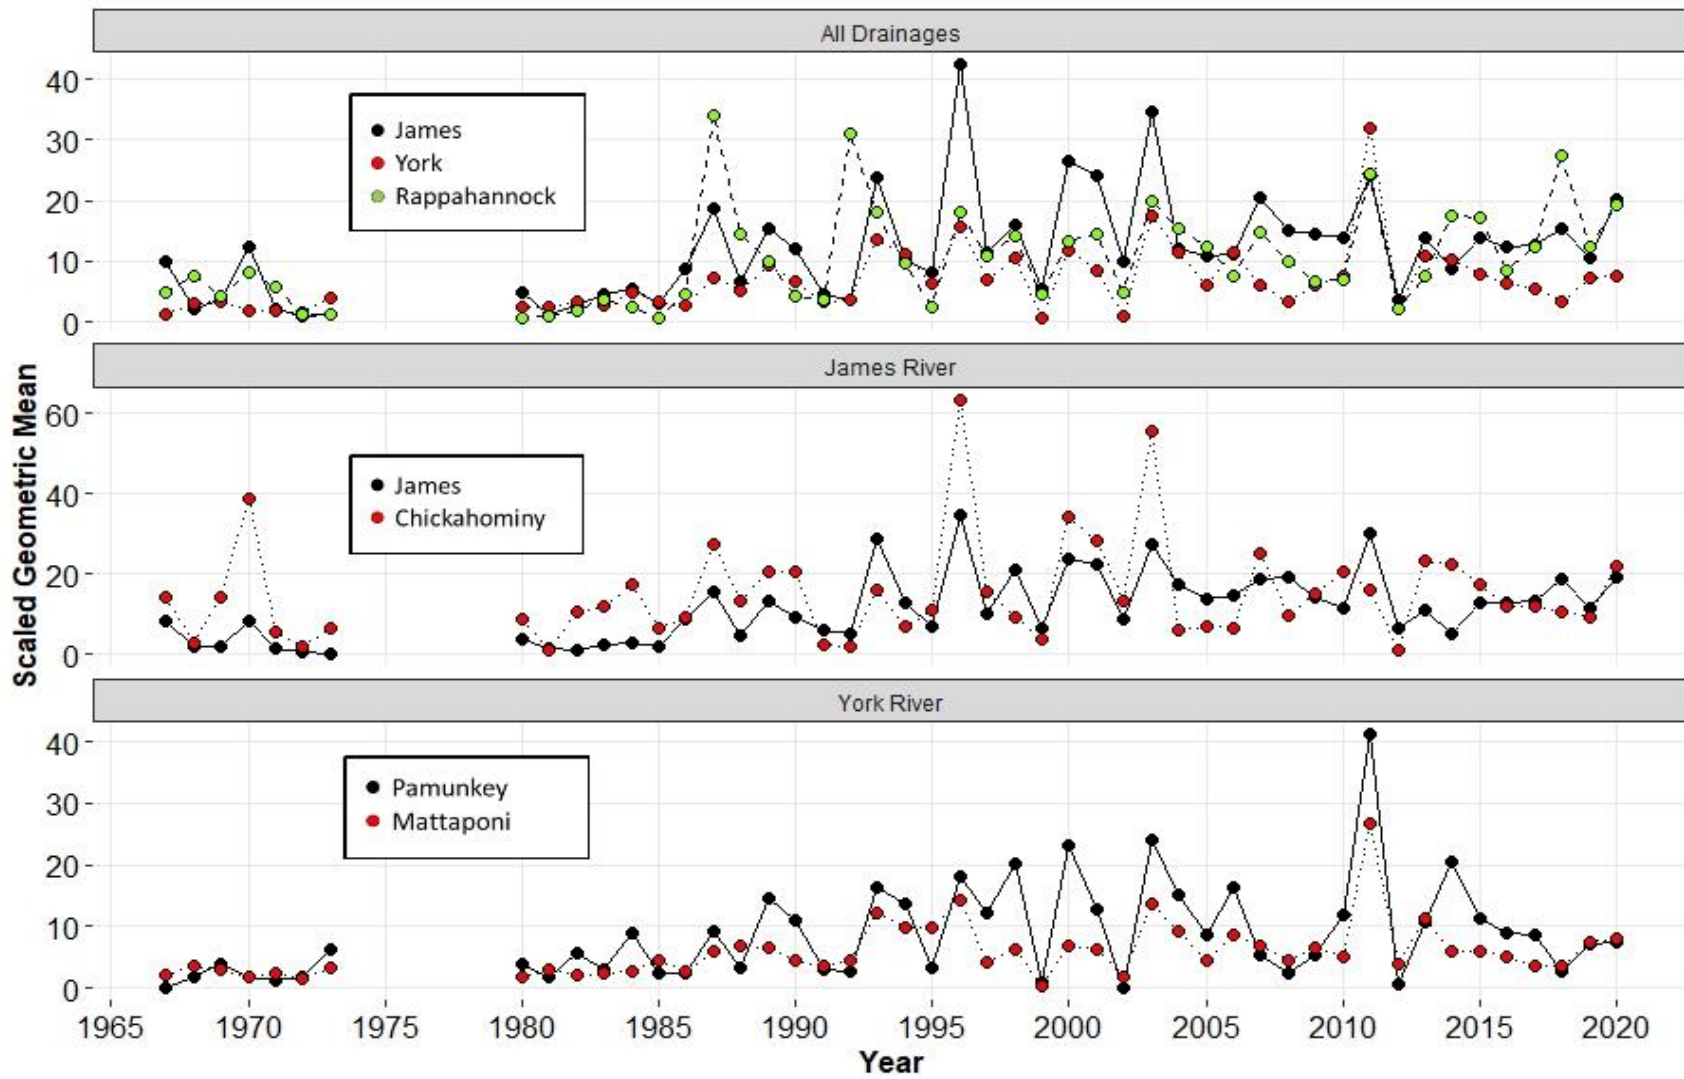 All Drainages
40
30
20
10
0
James
York
Rappahannock
James River
60
40
20
0
James
Chickahominy
York River
40
30
20
10
0
Pamunkey
Mattaponi
Scaled Geometric Mean
1965 1970 1975 1980 1985 1990 1995 2000 2005 2010 2015 2020
Year